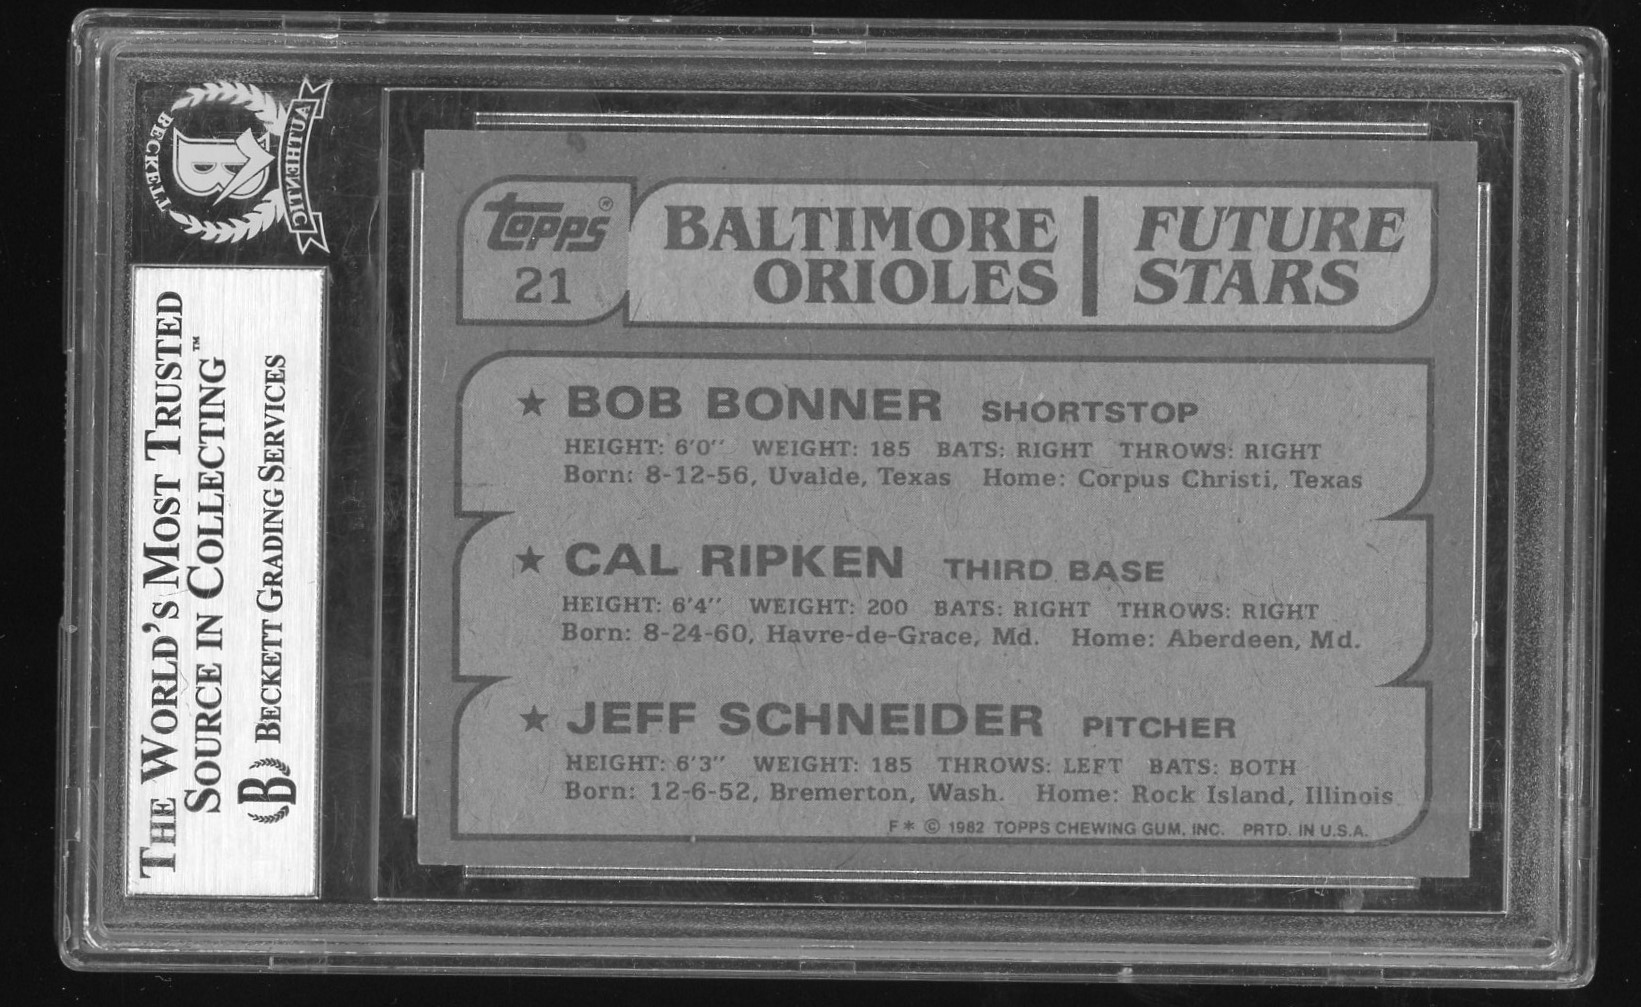 BECKETT
B
AUTHENTIC
THE WORLD'S MOST TRUSTED
SOURCE IN COLLECTING™
B BECKETT GRADING SERVICES
topps®
21
BALTIMORE
ORIOLES
FUTURE
STARS
★ BOB BONNER SHORTSTOP
HEIGHT: 6'0" WEIGHT: 185 BATS: RIGHT THROWS: RIGHT
Born: 8-12-56, Uvalde, Texas Home: Corpus Christi, Texas
★ CAL RIPKEN THIRD BASE
HEIGHT: 6'4" WEIGHT: 200 BATS: RIGHT THROWS: RIGHT
Born: 8-24-60, Havre-de-Grace, Md. Home: Aberdeen, Md.
★ JEFF SCHNEIDER PITCHER
HEIGHT: 6'3" WEIGHT: 185 THROWS: LEFT BATS: BOTH
Born: 12-6-52, Bremerton, Wash. Home: Rock Island, Illinois
F* © 1982 TOPPS CHEWING GUM, INC. PRTD. IN U.S.A.